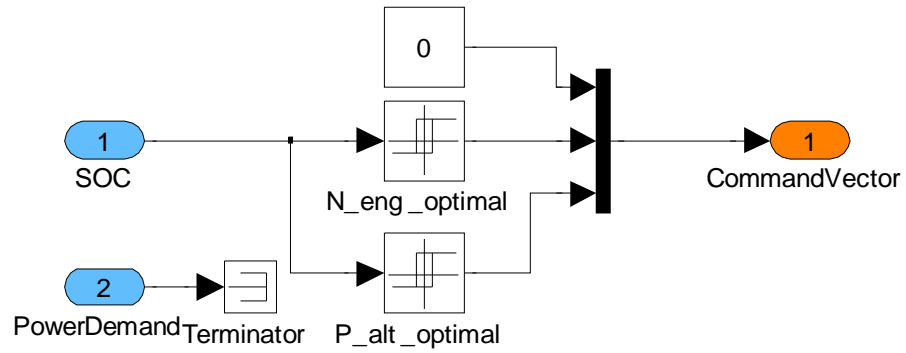 0
1
SOC
N_eng _optimal
1
CommandVector
2
PowerDemand
Terminator
P_alt _optimal